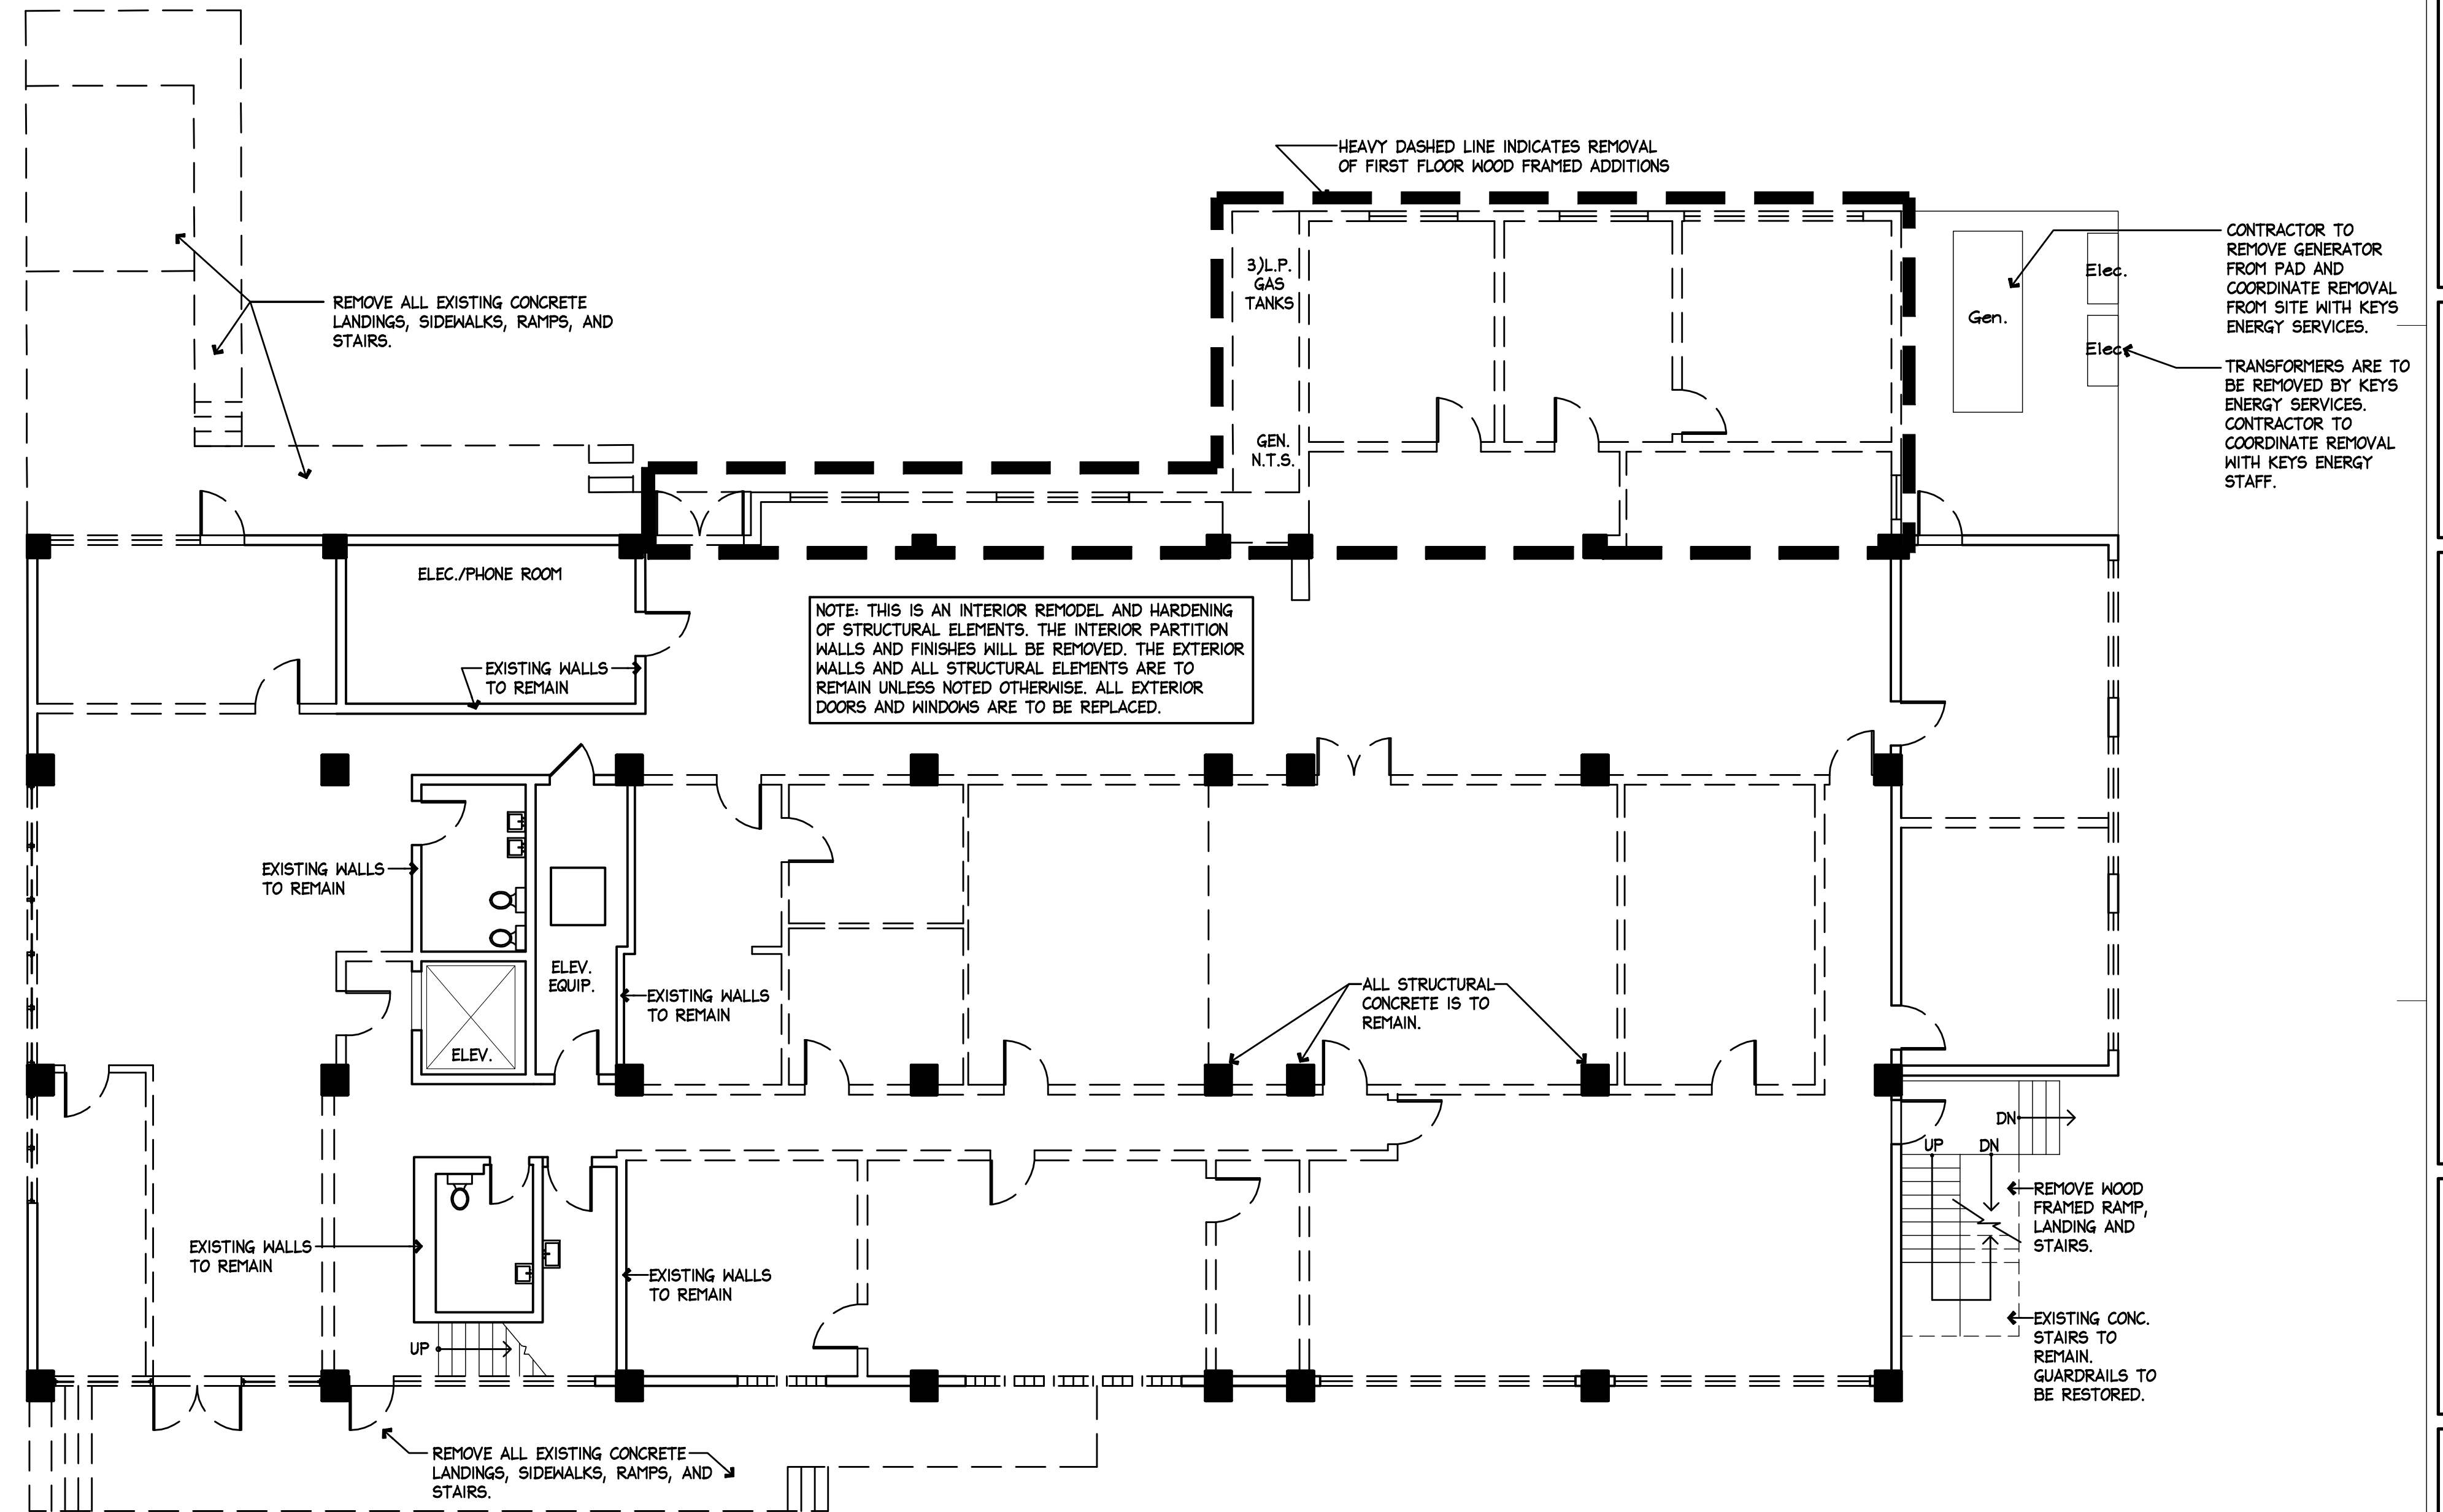 HEAVY DASHED LINE INDICATES REMOVAL
OF FIRST FLOOR WOOD FRAMED ADDITIONS
3)L.P.
GAS
TANKS
GEN.
N.T.S.
Gen.
Elec.
Elec.
CONTRACTOR TO
REMOVE GENERATOR
FROM PAD AND
COORDINATE REMOVAL
FROM SITE WITH KEYS
ENERGY SERVICES.
TRANSFORMERS ARE TO
BE REMOVED BY KEYS
ENERGY SERVICES.
CONTRACTOR TO
COORDINATE REMOVAL
WITH KEYS ENERGY
STAFF.
REMOVE ALL EXISTING CONCRETE
LANDINGS, SIDEWALKS, RAMPS, AND
STAIRS.
ELEC./PHONE ROOM
EXISTING WALLS
TO REMAIN
NOTE: THIS IS AN INTERIOR REMODEL AND HARDENING
OF STRUCTURAL ELEMENTS. THE INTERIOR PARTITION
WALLS AND FINISHES WILL BE REMOVED. THE EXTERIOR
WALLS AND ALL STRUCTURAL ELEMENTS ARE TO
REMAIN UNLESS NOTED OTHERWISE. ALL EXTERIOR
DOORS AND WINDOWS ARE TO BE REPLACED.
EXISTING WALLS
TO REMAIN
ELEV.
EQUIP.
ELEV.
EXISTING WALLS
TO REMAIN
ALL STRUCTURAL
CONCRETE IS TO
REMAIN.
DN
UP
DN
REMOVE WOOD
FRAMED RAMP,
LANDING AND
STAIRS.
EXISTING CONC.
STAIRS TO
REMAIN.
GUARDRAILS TO
BE RESTORED.
EXISTING WALLS
TO REMAIN
EXISTING WALLS
TO REMAIN
UP
REMOVE ALL EXISTING CONCRETE
LANDINGS, SIDEWALKS, RAMPS, AND
STAIRS.